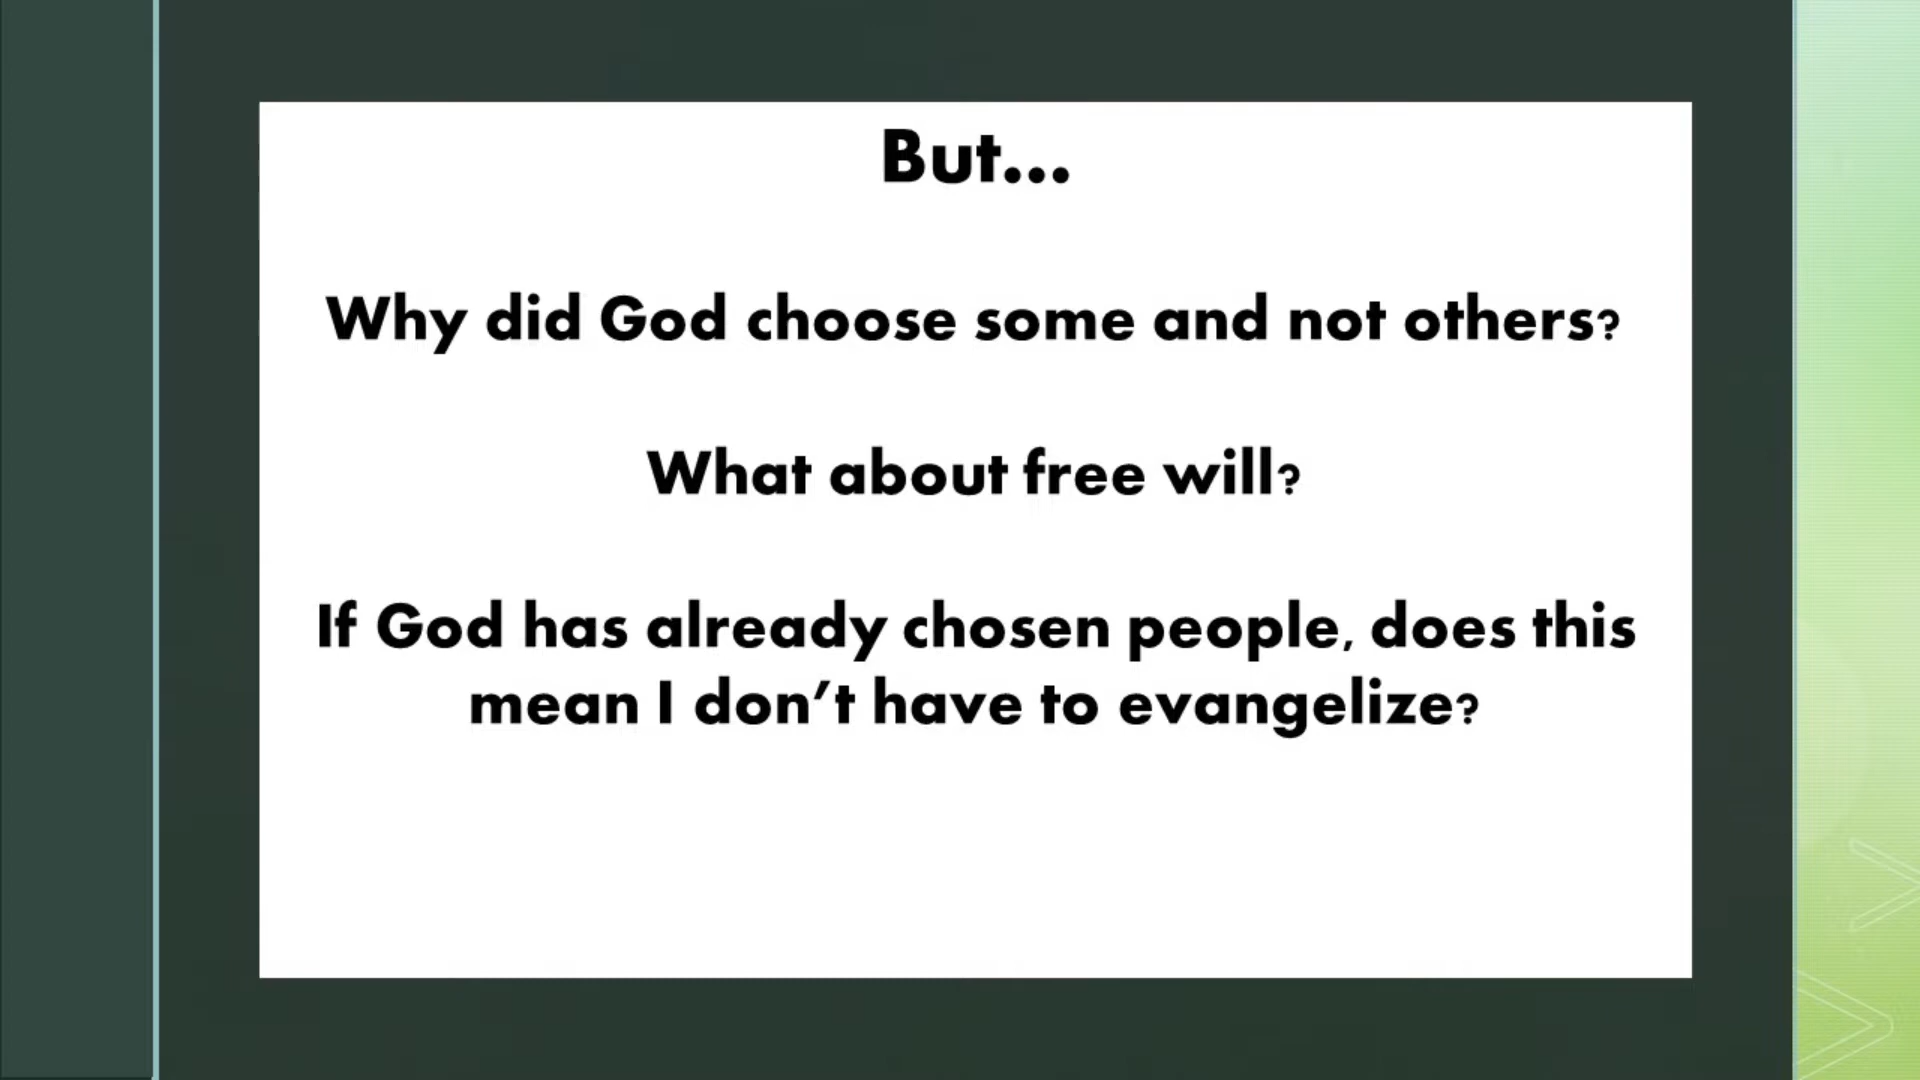 But...
Why did God choose some and not others?
What about free will?
If God has already chosen people, does this
mean I don’t have to evangelize?